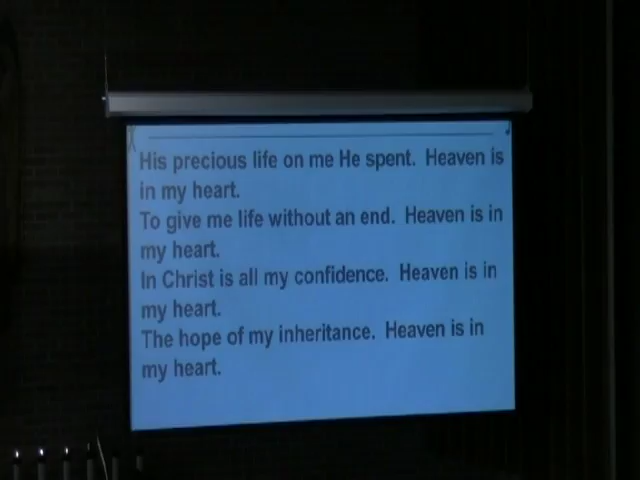 His precious life on me He spent.  Heaven is
in my heart.
To give me life without an end.  Heaven is in
my heart.
In Christ is all my confidence.  Heaven is in
my heart.
The hope of my inheritance.  Heaven is in
my heart.